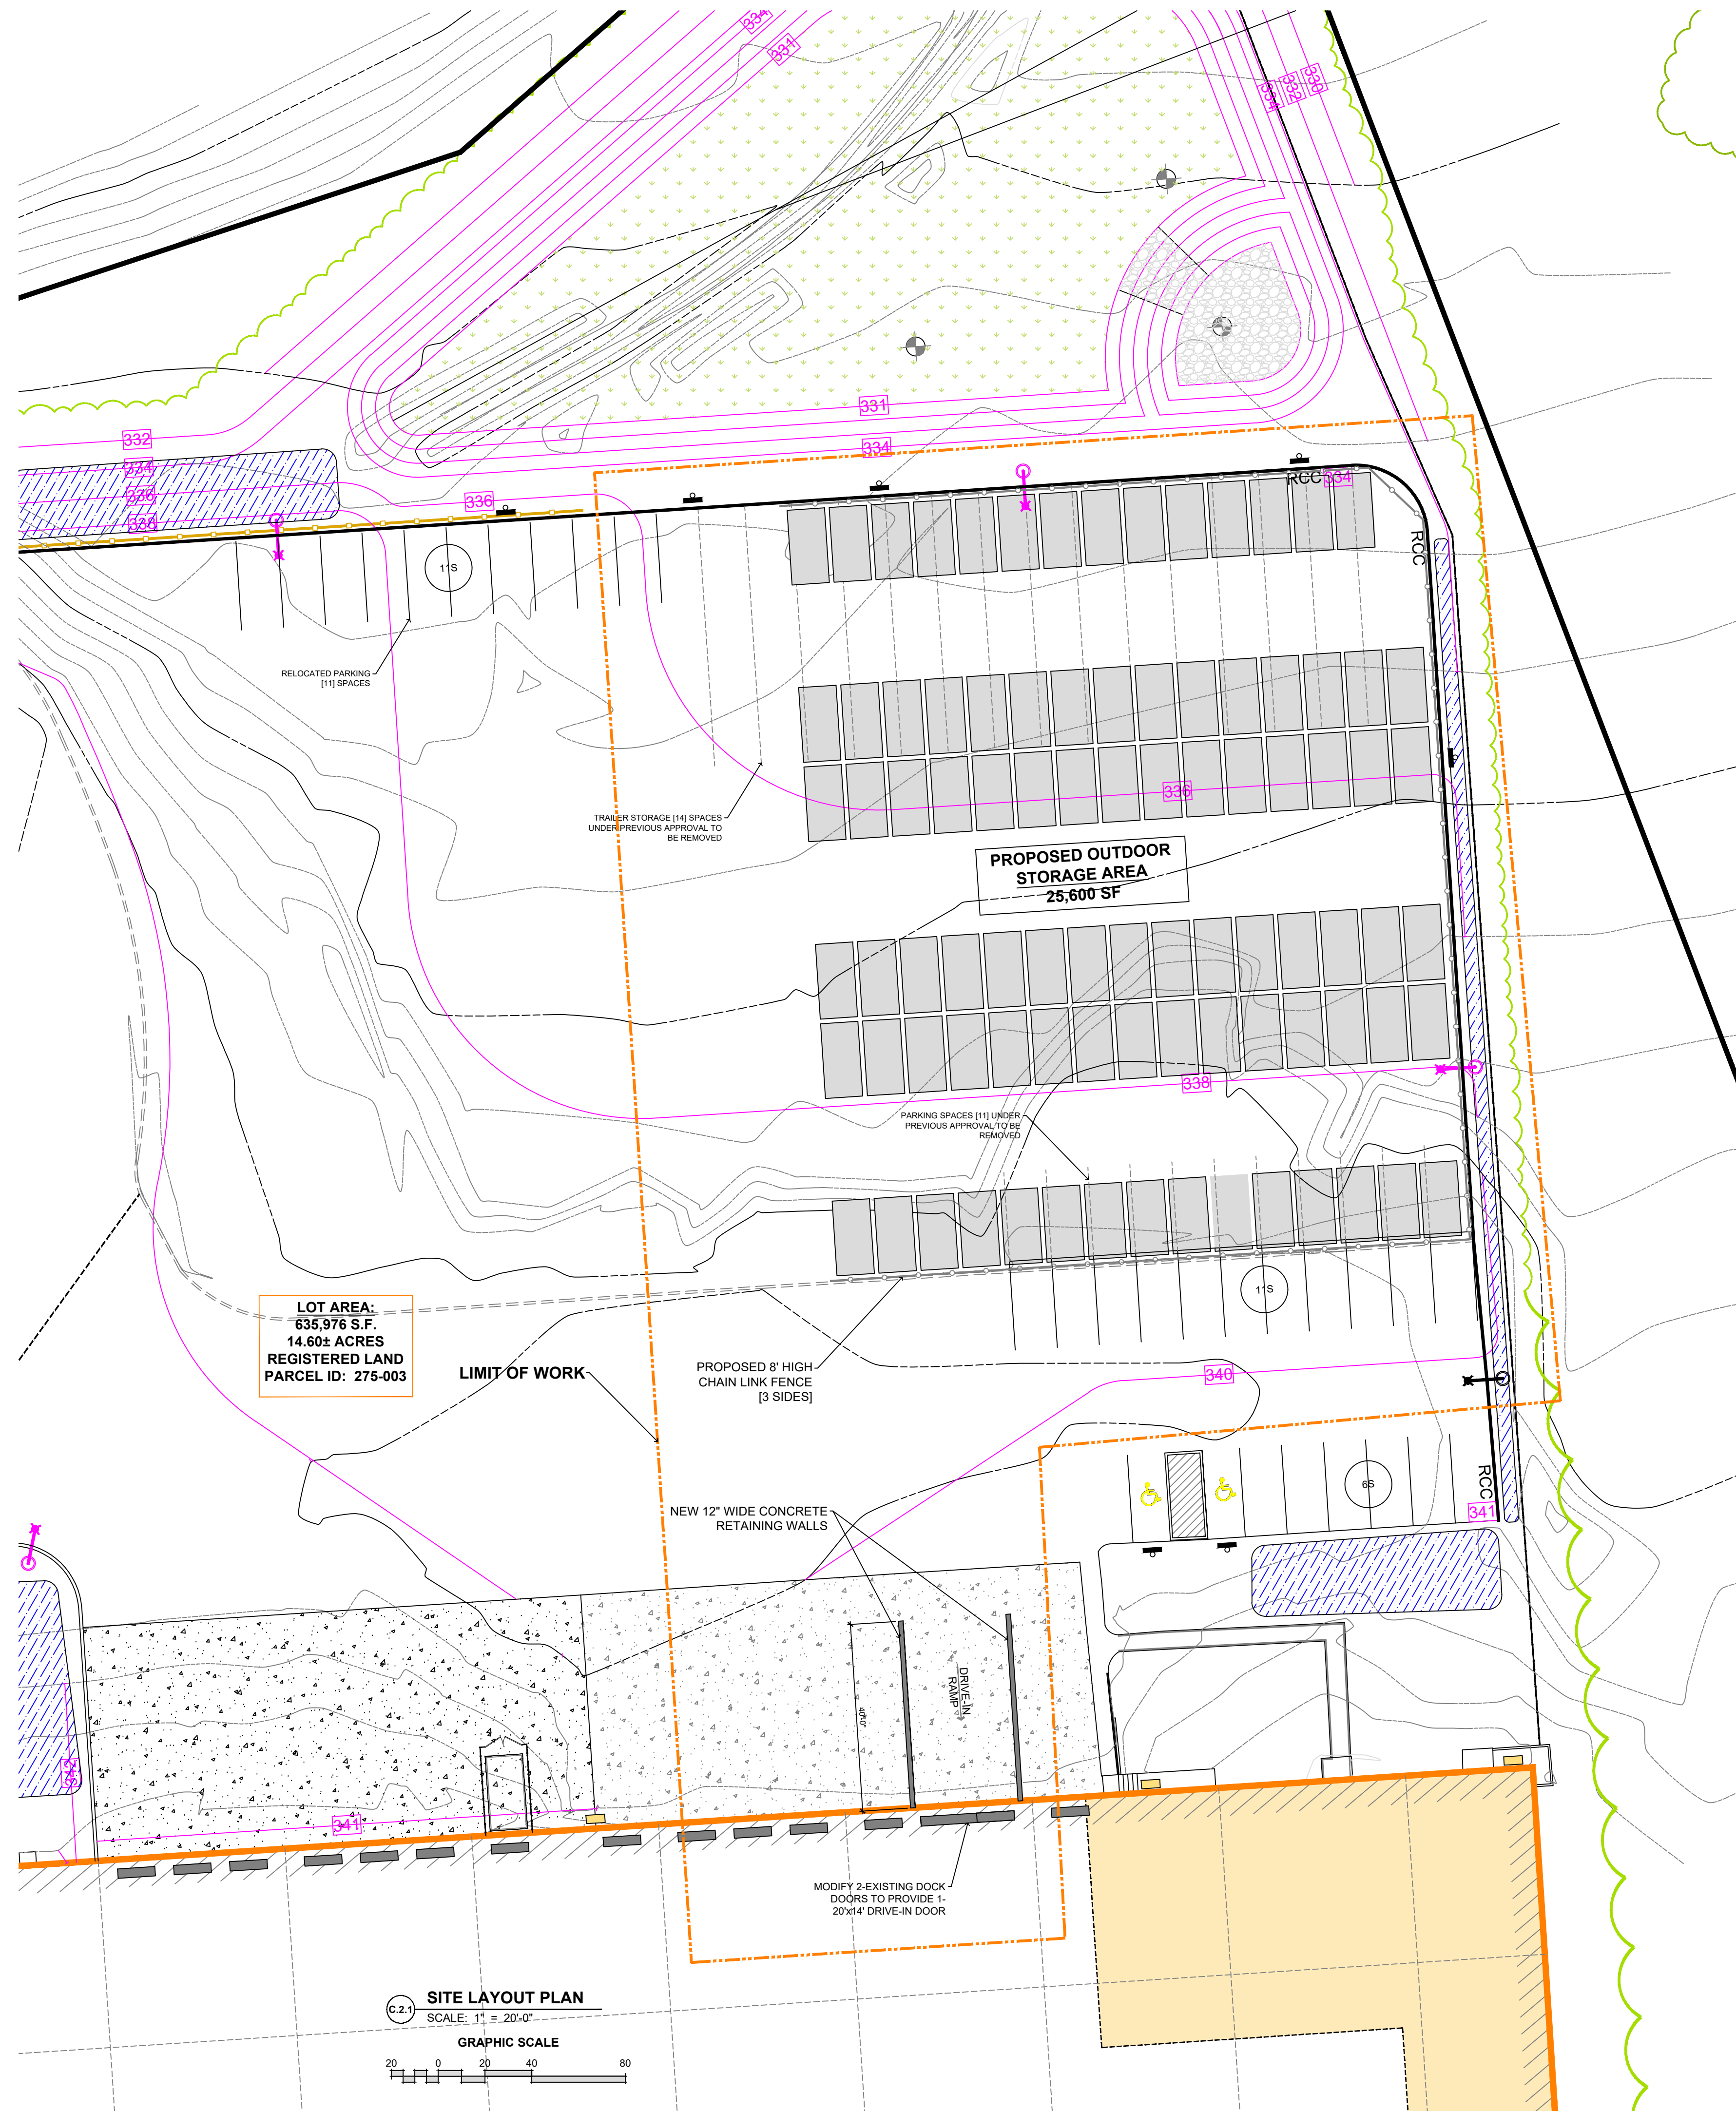 334
331
334
332
330
331
332
334
334
336
336
338
RCC
334
RCC
11S
RELOCATED PARKING
[11] SPACES
TRAILER STORAGE [14] SPACES
UNDER PREVIOUS APPROVAL TO
BE REMOVED
336
PROPOSED OUTDOOR
STORAGE AREA
25,600 SF
338
PARKING SPACES [11] UNDER
PREVIOUS APPROVAL TO BE
REMOVED
11S
LOT AREA:
635,976 S.F.
14.60± ACRES
REGISTERED LAND
PARCEL ID: 275-003
LIMIT OF WORK
PROPOSED 8' HIGH
CHAIN LINK FENCE
[3 SIDES]
340
6S
RCC
341
NEW 12" WIDE CONCRETE
RETAINING WALLS
DRIVE-IN
RAMP
40'-0"
342
341
MODIFY 2-EXISTING DOCK
DOORS TO PROVIDE 1-
20'x14' DRIVE-IN DOOR
C.2.1
SITE LAYOUT PLAN
SCALE: 1" = 20'-0"
GRAPHIC SCALE
20 0 20 40 80